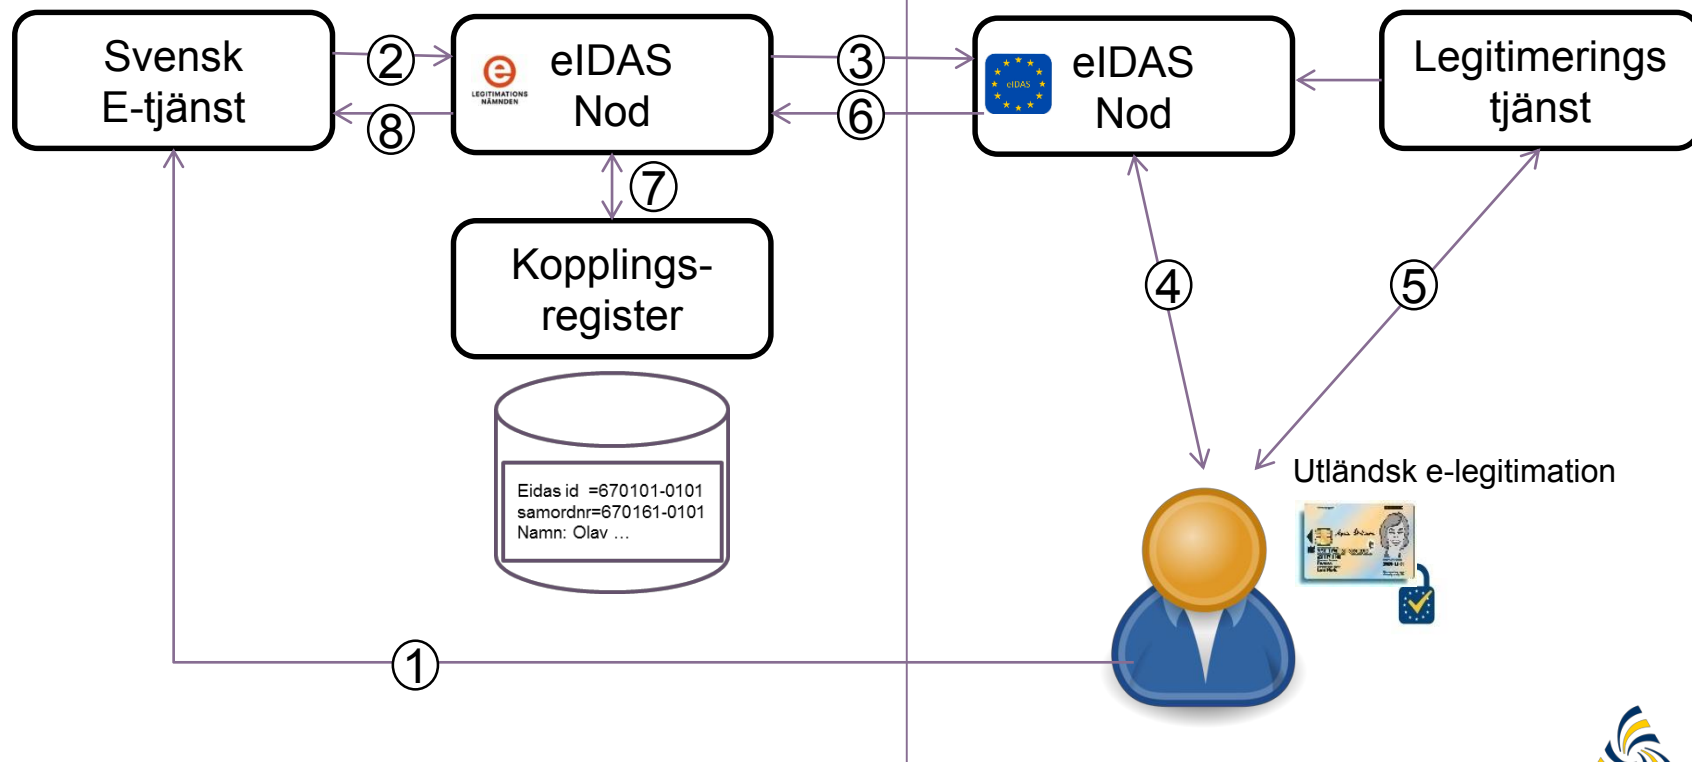 Svensk
E-tjänst
2
8
e
LEGITIMATIONS
NÄMNDEN
eIDAS
Nod
3
6
eIDAS
eIDAS
Nod
Legitimerings
tjänst
7
Kopplings-
register
4
5
Eidas id =670101-0101
samordnr=670161-0101
Namn: Olav ...
Utländsk e-legitimation
1